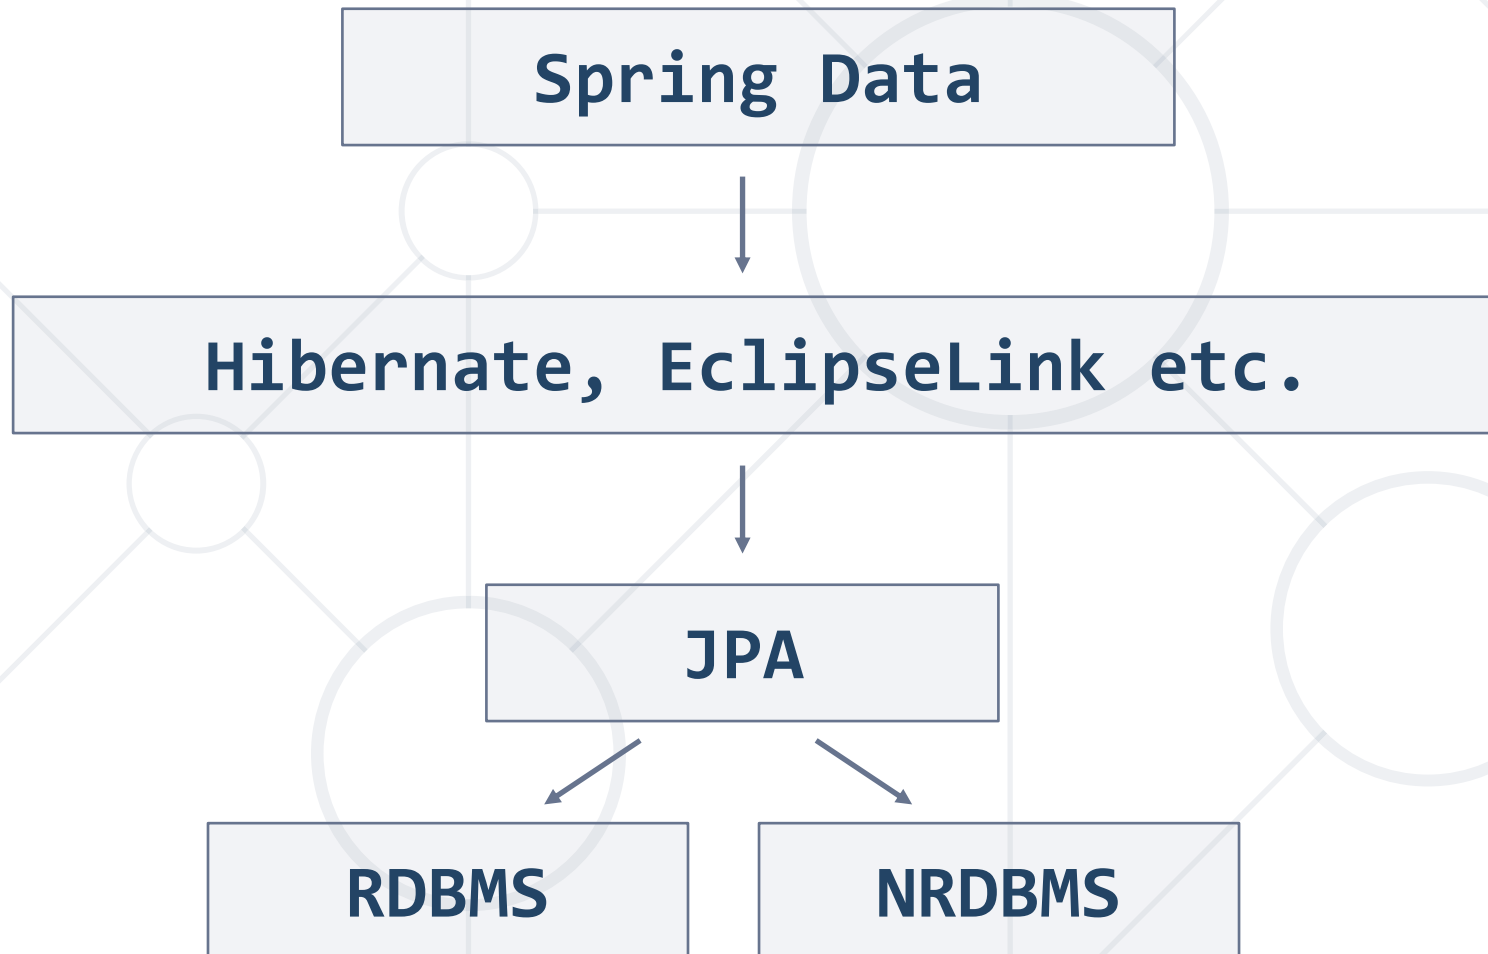 Spring Data
Hibernate, EclipseLink etc.
JPA
RDBMS
NRDBMS